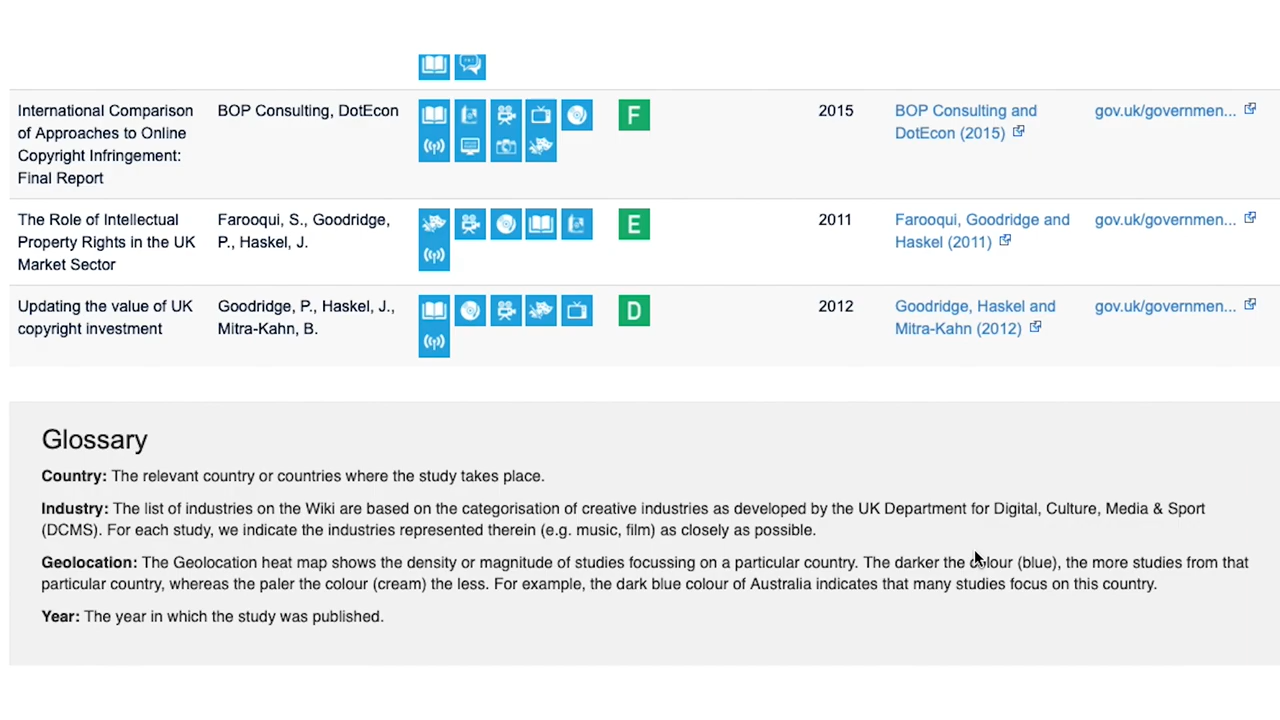 International Comparison
of Approaches to Online
Copyright Infringement:
Final Report
BOP Consulting, DotEcon
F
2015
BOP Consulting and
DotEcon (2015)
gov.uk/governmen...
The Role of Intellectual
Property Rights in the UK
Market Sector
Farooqui, S., Goodridge,
P., Haskel, J.
E
2011
Farooqui, Goodridge and
Haskel (2011)
gov.uk/governmen...
Updating the value of UK
copyright investment
Goodridge, P., Haskel, J.,
Mitra-Kahn, B.
D
2012
Goodridge, Haskel and
Mitra-Kahn (2012)
gov.uk/governmen...
Glossary
Country: The relevant country or countries where the study takes place.
Industry: The list of industries on the Wiki are based on the categorisation of creative industries as developed by the UK Department for Digital, Culture, Media & Sport
(DCMS). For each study, we indicate the industries represented therein (e.g. music, film) as closely as possible.
Geolocation: The Geolocation heat map shows the density or magnitude of studies focussing on a particular country. The darker the colour (blue), the more studies from that
particular country, whereas the paler the colour (cream) the less. For example, the dark blue colour of Australia indicates that many studies focus on this country.
Year: The year in which the study was published.